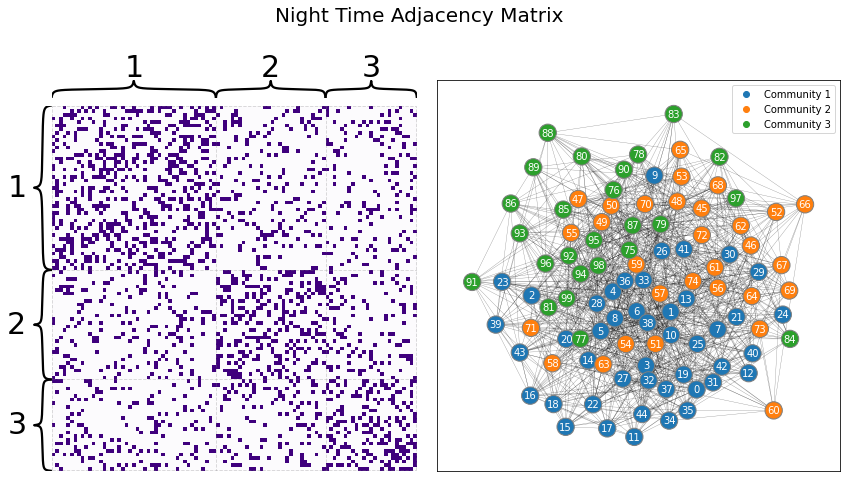 Night Time Adjacency Matrix
1 2 3
1
2
3
Community 1
Community 2
Community 3
83
88
65
80 78 82
89 90 9 53
76 68
47 48 97
86 85 50 70 45 66
49 62 52
93 55 87 79 72
95 46
92 75 26 41 30
96 98 59 61 67
94 29
91 23 36 33 74 56
2 4 57 13 64 69
99 28
81 6 1 24
39 8 38 21
71 5 7 73
20 77 10 84
54 51 25
43 14 40
58 63 3 42
27 32 19 12
37 0 31
16 18 22 60
44 35
15 17 34
11